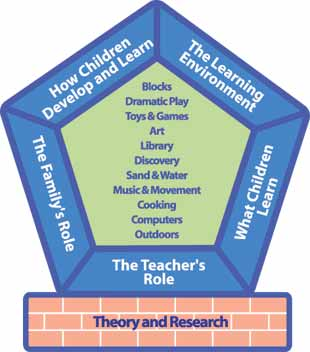 How Children
Develop and Learn
The Learning
Environment
The Family's Role
What Children
Learn
Blocks
Dramatic Play
Toys & Games
Art
Library
Discovery
Sand & Water
Music & Movement
Cooking
Computers
Outdoors
The Teacher's
Role
Theory and Research